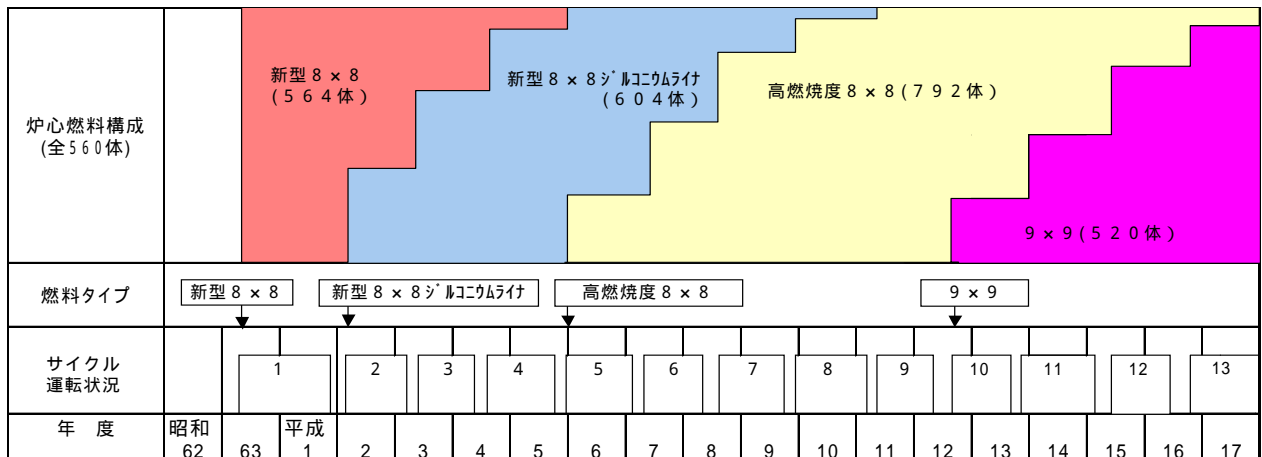 炉心燃料構成
(全560体)
新型8×8
(564体)
新型8×8ジルコニウムライナ
(604体)
高燃焼度8×8(792体)
9×9(520体)
燃料タイプ
新型8×8
新型8×8ジルコニウムライナ
高燃焼度8×8
9×9
サイクル
運転状況
1 2 3 4 5 6 7 8 9 10 11 12 13
年 度
昭和 平成
62 63 1 2 3 4 5 6 7 8 9 10 11 12 13 14 15 16 17